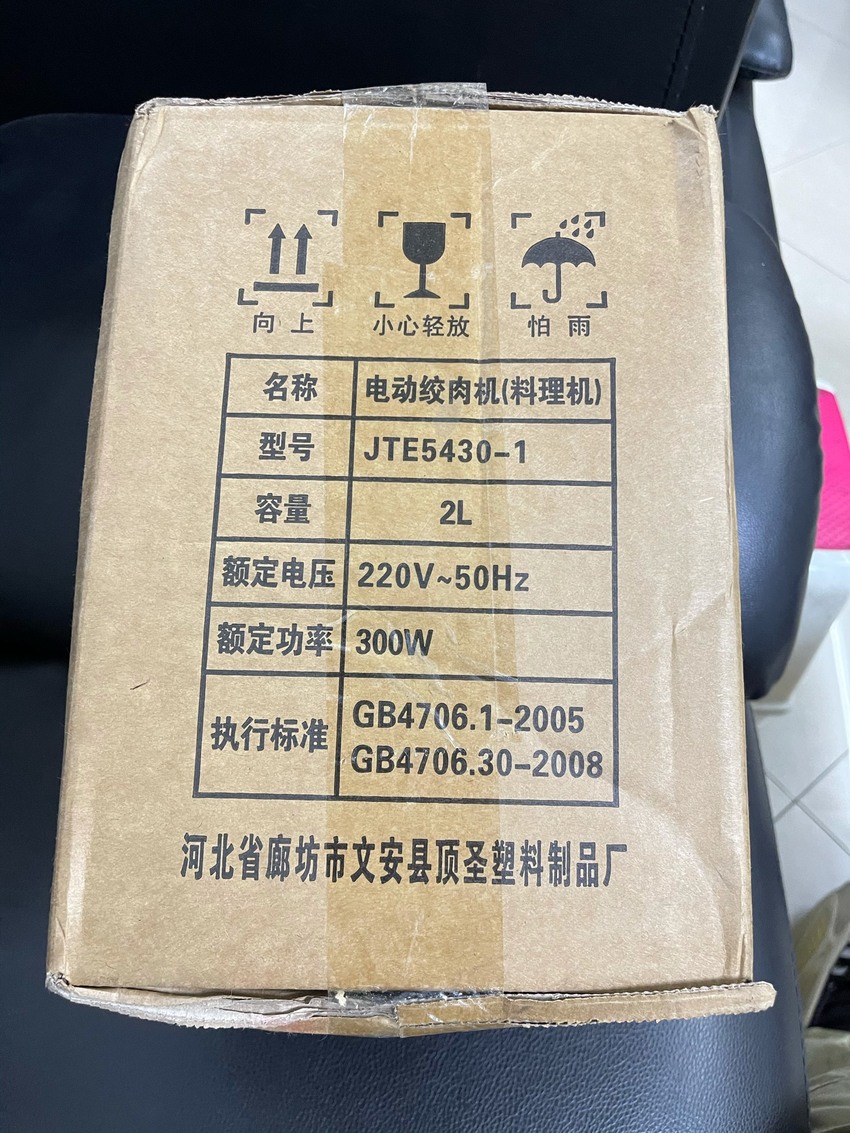 向上 小心轻放 怕雨
名称 电动绞肉机(料理机)
型号 JTE5430-1
容量 2L
额定电压 220V~50Hz
额定功率 300W
执行标准 GB4706.1-2005
GB4706.30-2008
河北省廊坊市文安县顶圣塑料制品厂